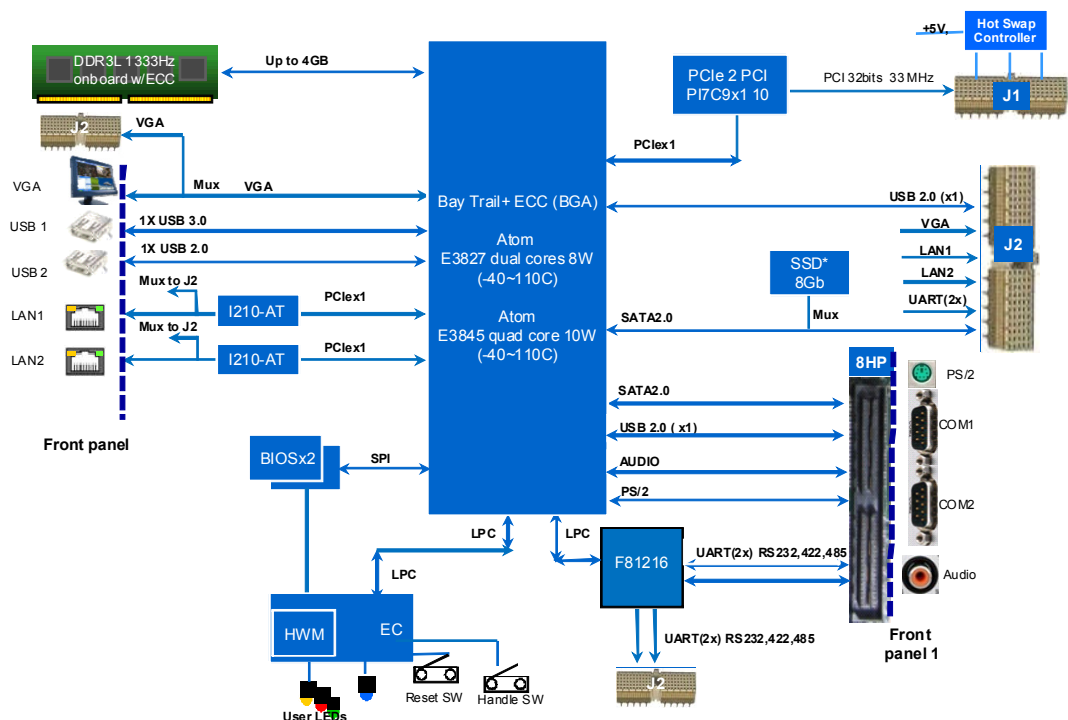 DDR3L 1333Hz
onboard w/ECC
Up to 4GB
J2
VGA
VGA
Mux
VGA
USB 1
1X USB 3.0
1X USB 2.0
USB 2
Mux to J2
LAN1
I210-AT
PCIex1
Mux to J2
LAN2
I210-AT
PCIex1
Front panel
Bay Trail+ ECC (BGA)
Atom
E3827 dual cores 8W
(-40~110C)
Atom
E3845 quad core 10W
(-40~110C)
PCIe 2 PCI
PI7C9x1 10
PCI 32bits 33 MHz
PCIex1
+5V,
Hot Swap
Controller
J1
USB 2.0 (x1)
VGA
LAN1
LAN2
UART(2x)
J2
SSD*
8Gb
Mux
SATA2.0
8HP
SATA2.0
USB 2.0 ( x1)
AUDIO
PS/2
PS/2
COM1
COM2
Audio
Front
panel 1
BIOSx2
SPI
LPC
LPC
LPC
F81216
UART(2x) RS232,422,485
UART(2x) RS232,422,485
J2
HWM
EC
Reset SW
Handle SW
User LEDs